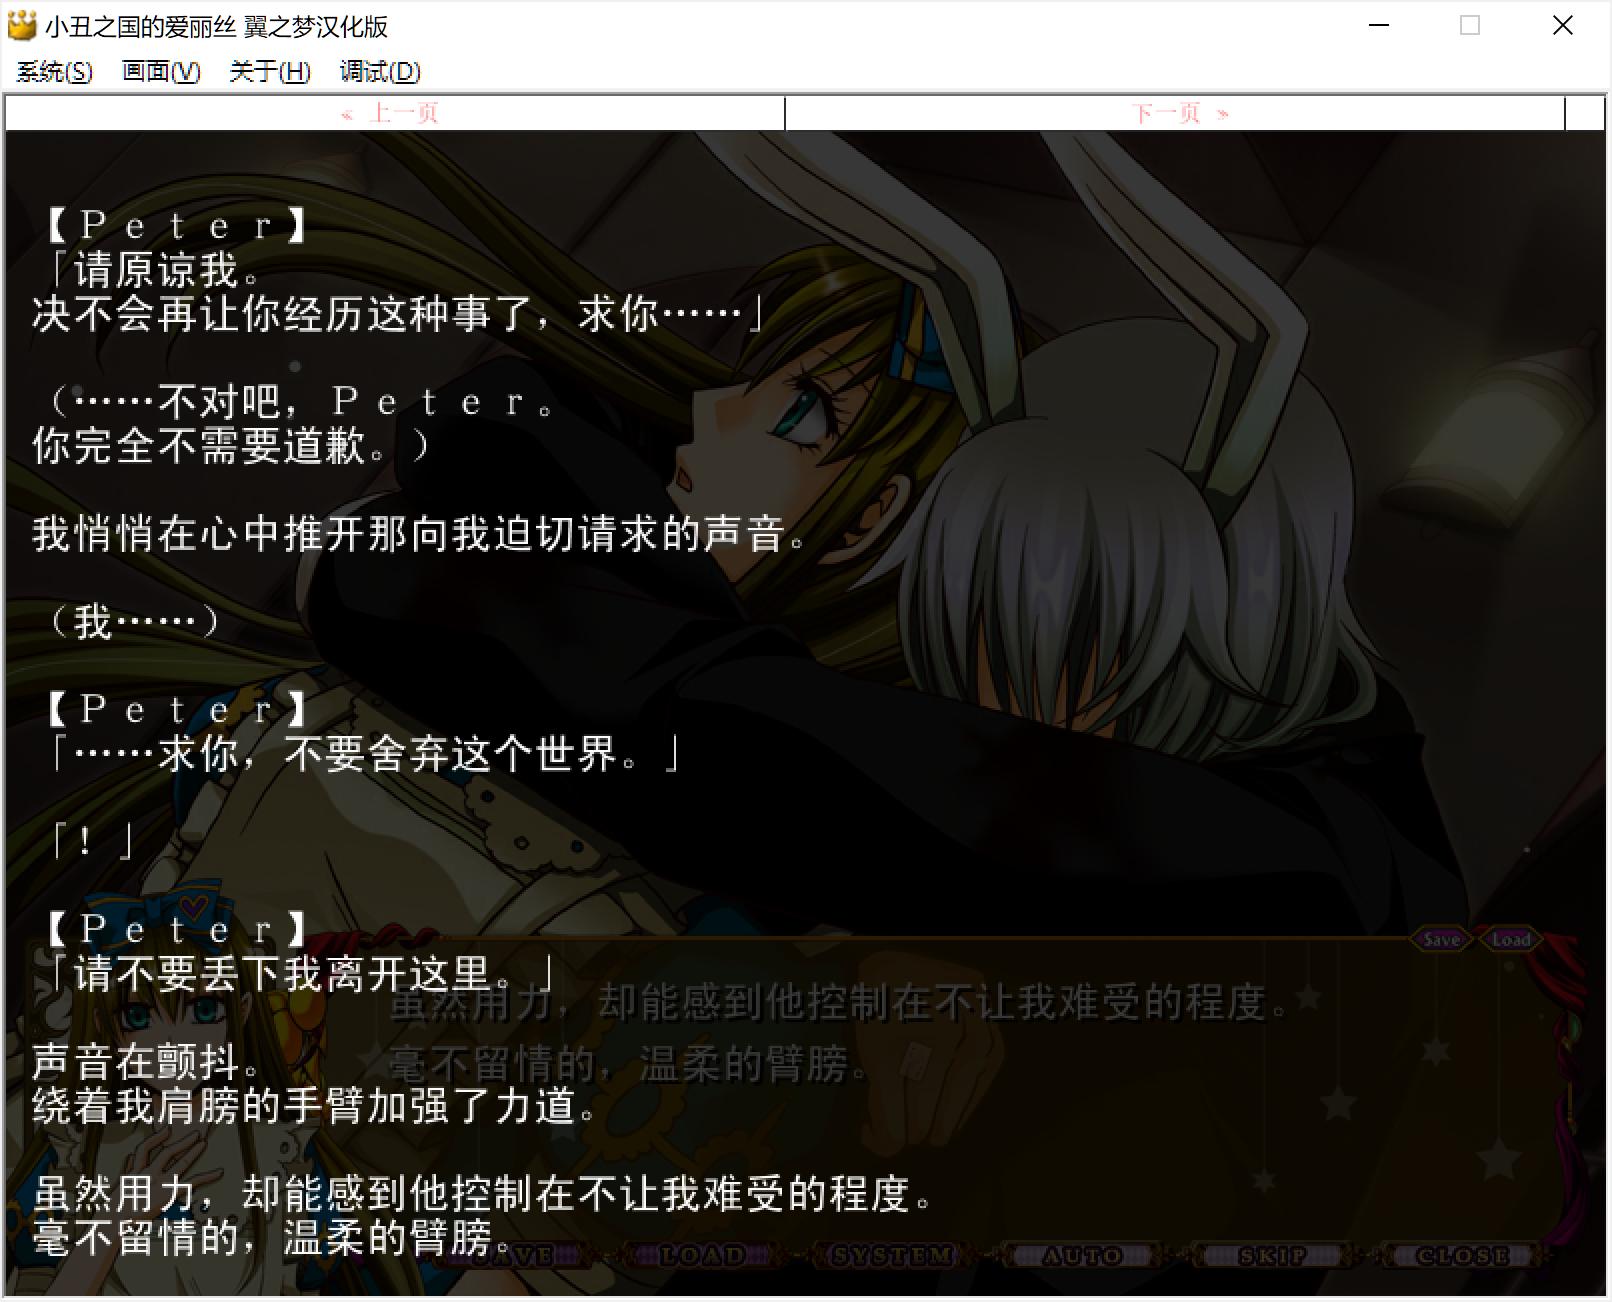 小丑之国的爱丽丝 翼之梦汉化版
系统(S) 画面(V) 关于(H) 调试(D)
« 上一页 下一页 »
【Ｐｅｔｅｒ】
「请原谅我。
决不会再让你经历这种事了，求你……」
（……不对吧，Ｐｅｔｅｒ。
你完全不需要道歉。）
我悄悄在心中推开那向我迫切请求的声音。
（我……）
【Ｐｅｔｅｒ】
「……求你，不要舍弃这个世界。」
「！」
【Ｐｅｔｅｒ】
Save Load
「请不要丢下我离开这里。」
虽然用力，却能感到他控制在不让我难受的程度。
毫不留情的，温柔的臂膀。
声音在颤抖。
绕着我肩膀的手臂加强了力道。
虽然用力，却能感到他控制在不让我难受的程度。
毫不留情的，温柔的臂膀。
SAVE LOAD SYSTEM AUTO SKIP CLOSE